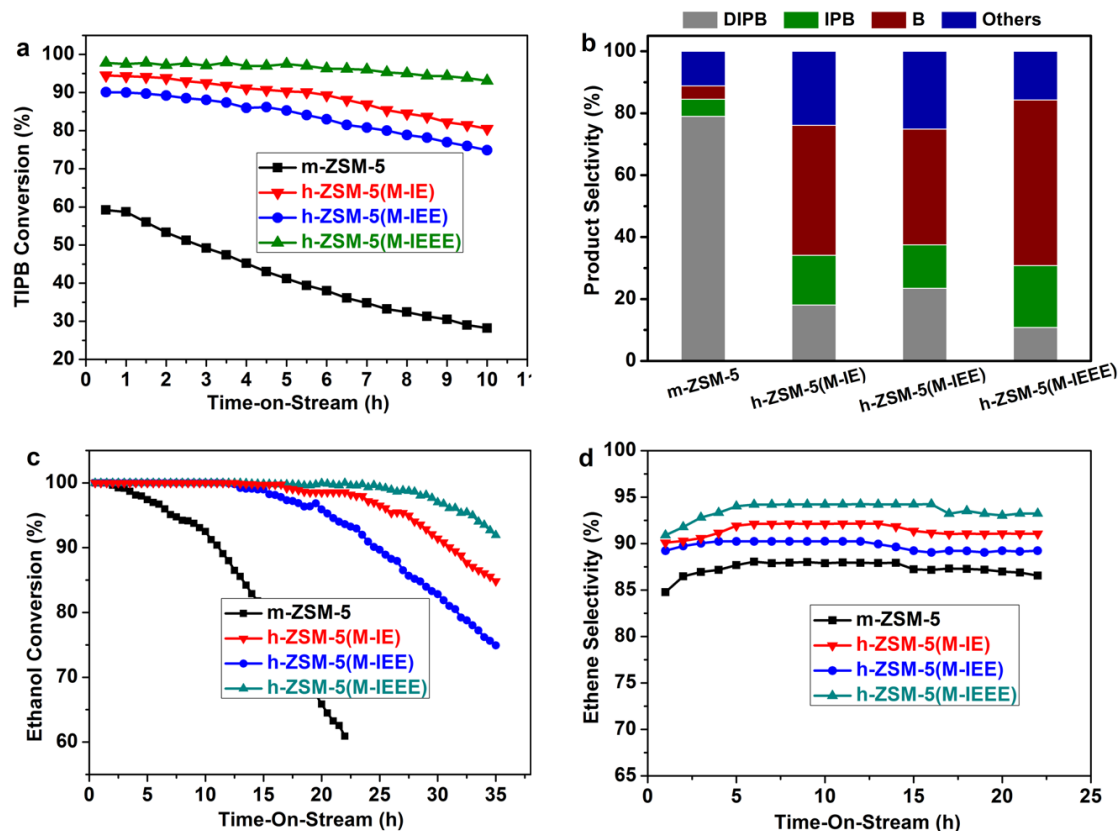 a
100
90
80
70
60
50
40
30
20
TIPB Conversion (%)
m-ZSM-5
h-ZSM-5(M-IE)
h-ZSM-5(M-IEE)
h-ZSM-5(M-IEEE)
0 1 2 3 4 5 6 7 8 9 10 1
Time-on-Stream (h)
DIPB IPB B Others
b
100
80
60
40
20
0
Product Selctivity (%)
m-ZSM-5
h-ZSM-5(M-IE)
h-ZSM-5(M-IEE)
h-ZSM-5(M-IEEE)
c
100
90
80
70
60
Ethanol Conversion (%)
m-ZSM-5
h-ZSM-5(M-IE)
h-ZSM-5(M-IEE)
h-ZSM-5(M-IEEE)
0 5 10 15 20 25 30 35
Time-On-Stream (h)
d
100
95
90
85
80
75
70
65
Ethene Selectivity (%)
m-ZSM-5
h-ZSM-5(M-IE)
h-ZSM-5(M-IEE)
h-ZSM-5(M-IEEE)
0 5 10 15 20 25
Time-On-Stream (h)